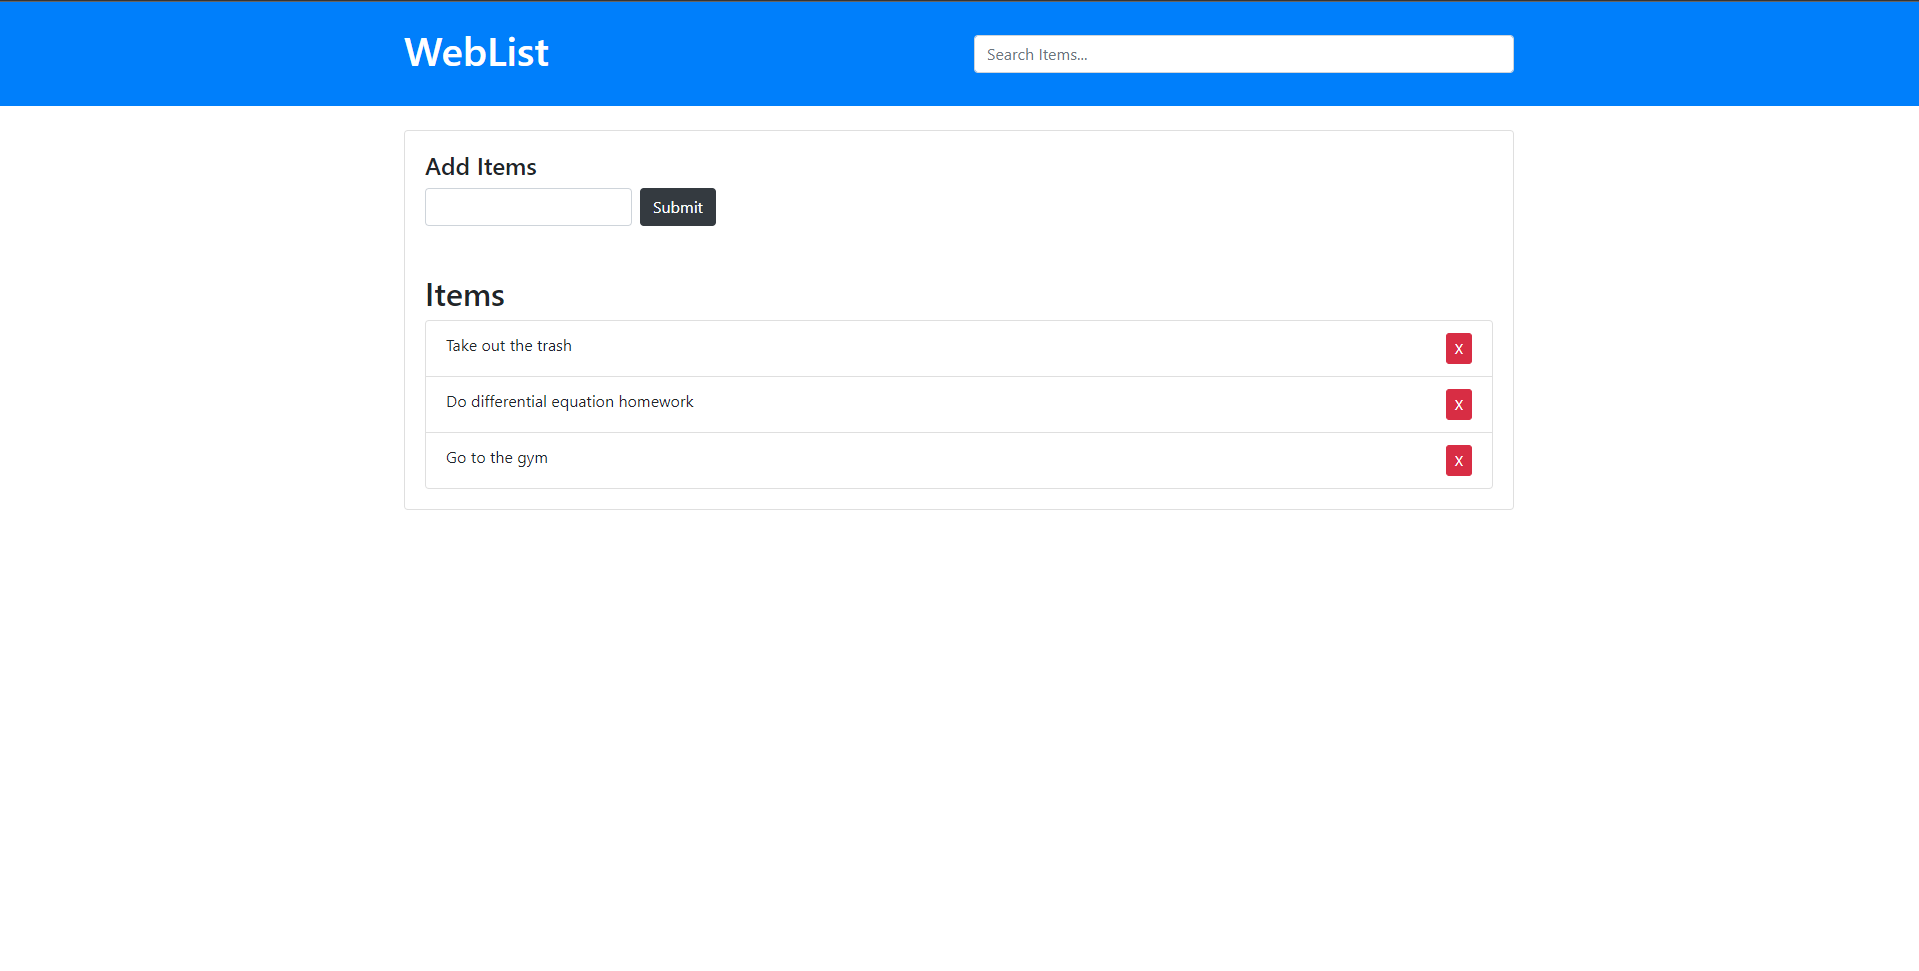 WebList
Search Items...
Add Items
Submit
Items
Take out the trash
X
Do differential equation homework
X
Go to the gym
X